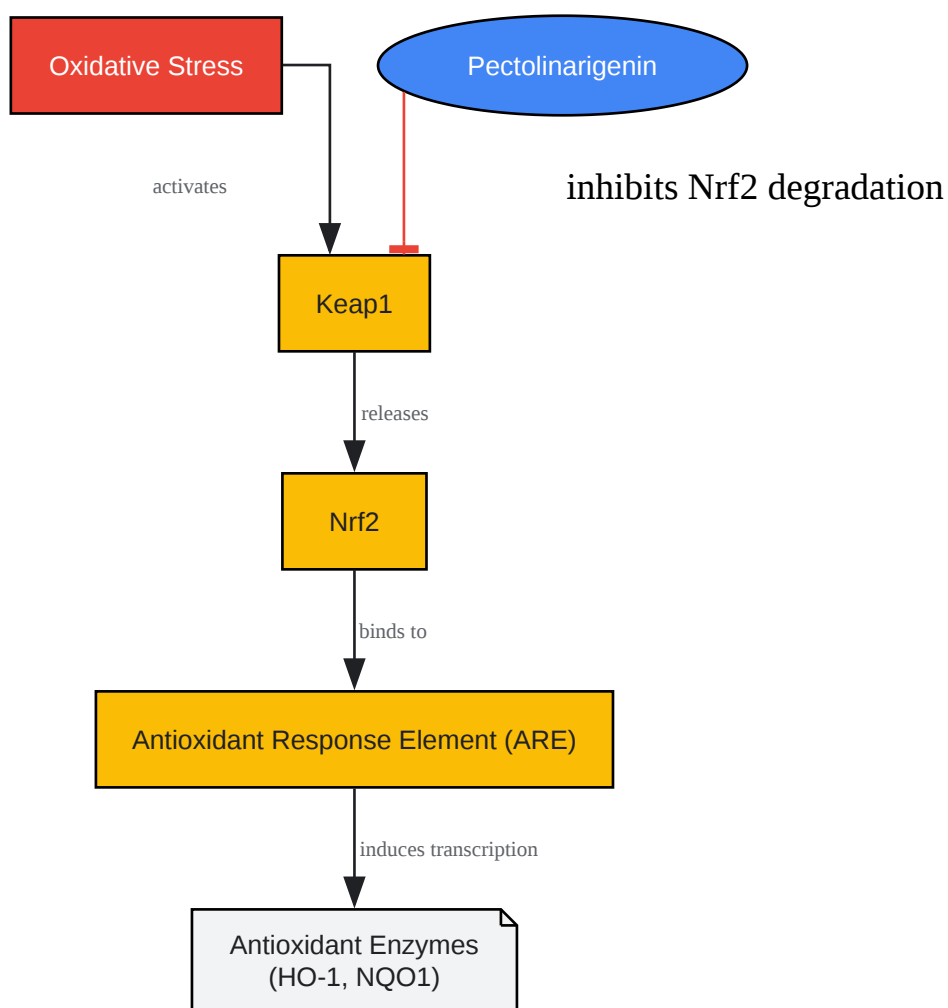 Oxidative Stress
Pectolinarigenin
activates
inhibits Nrf2 degradation
Keap1
releases
Nrf2
binds to
Antioxidant Response Element (ARE)
induces transcription
Antioxidant Enzymes
(HO-1, NQO1)